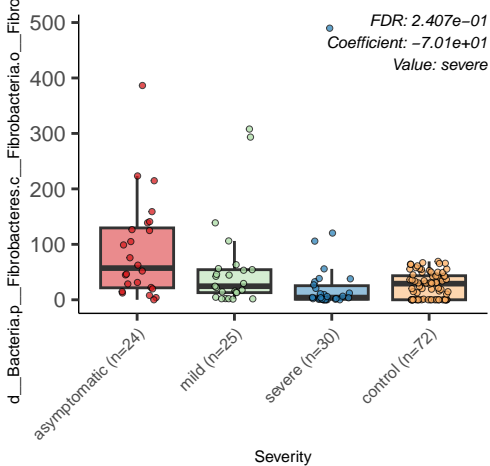 d__Bacteria.p__Fibrobacteres.c__Fibrobacteria.o__Fibro
500
400
300
200
100
0
FDR: 2.407e−01
Coefficient: −7.01e+01
Value: severe
asymptomatic (n=24)
mild (n=25)
severe (n=30)
control (n=72)
Severity